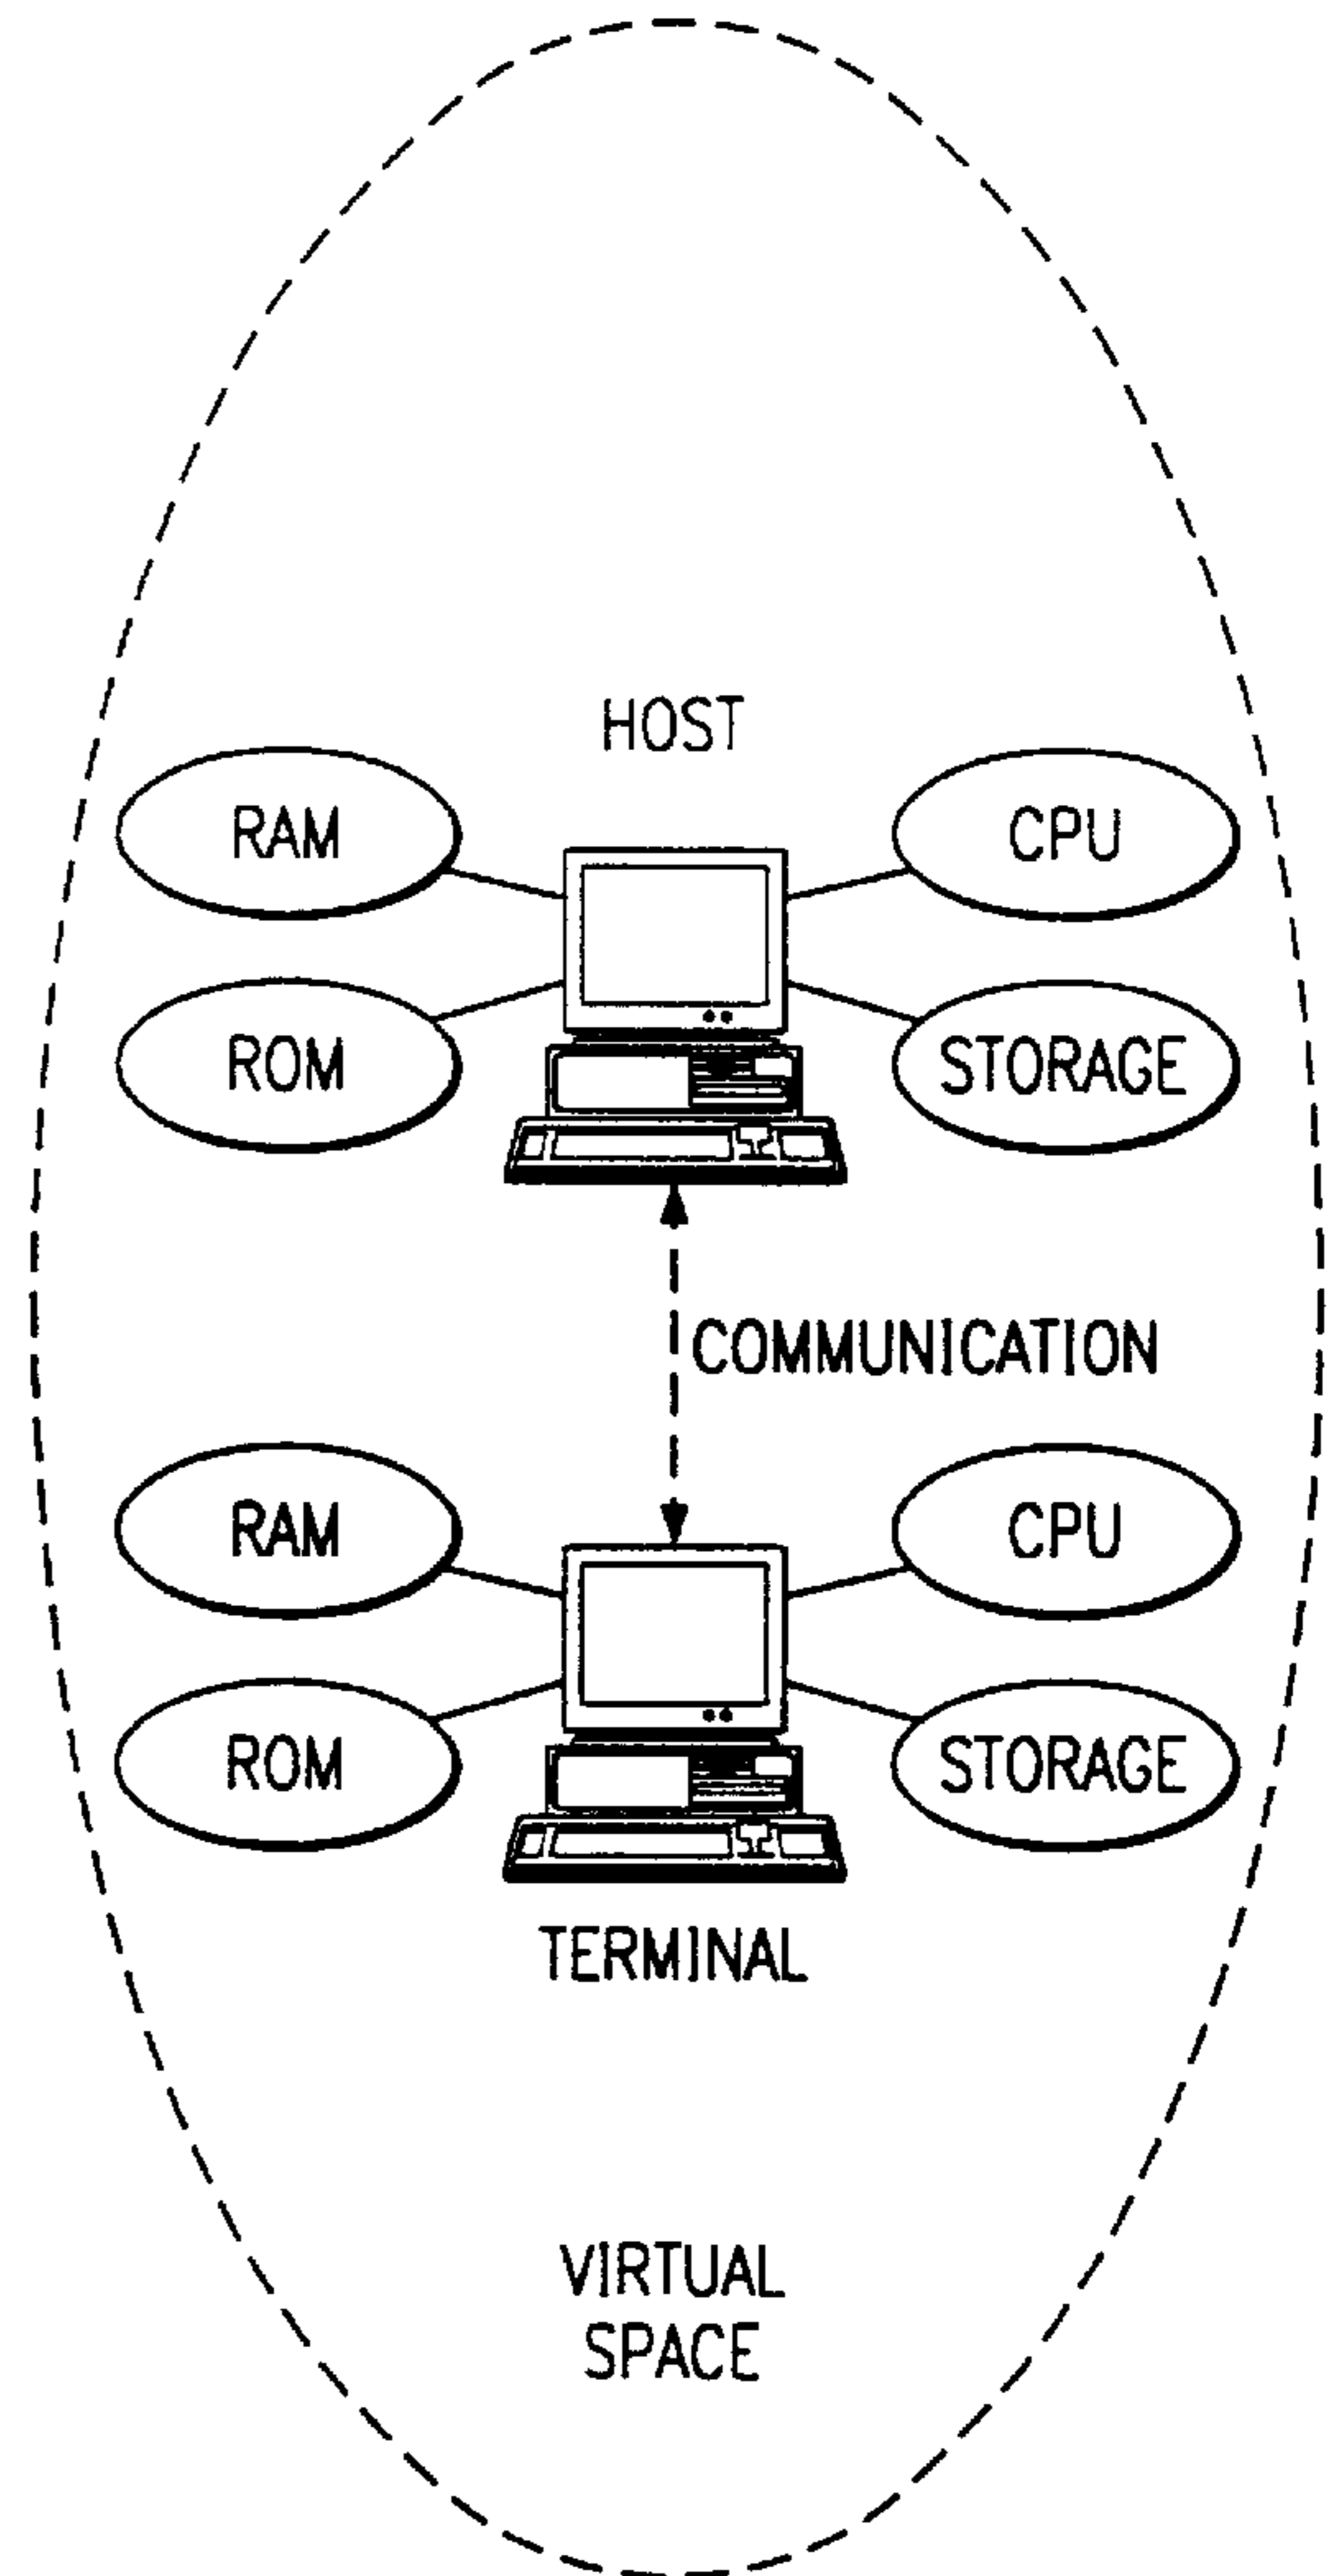 HOST
RAM
CPU
ROM
STORAGE
COMMUNICATION
RAM
CPU
ROM
STORAGE
TERMINAL
VIRTUAL
SPACE